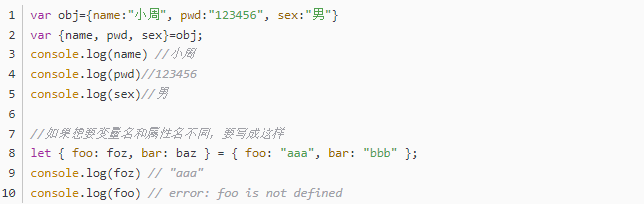 1 var obj={name:"小周", pwd:"123456", sex:"男"}
2 var {name, pwd, sex}=obj;
3 console.log(name) //小周
4 console.log(pwd)//123456
5 console.log(sex)//男
6
7 //如果想要变量名和属性名不同，要写成这样
8 let { foo: foz, bar: baz } = { foo: "aaa", bar: "bbb" };
9 console.log(foz) // "aaa"
10 console.log(foo) // error: foo is not defined